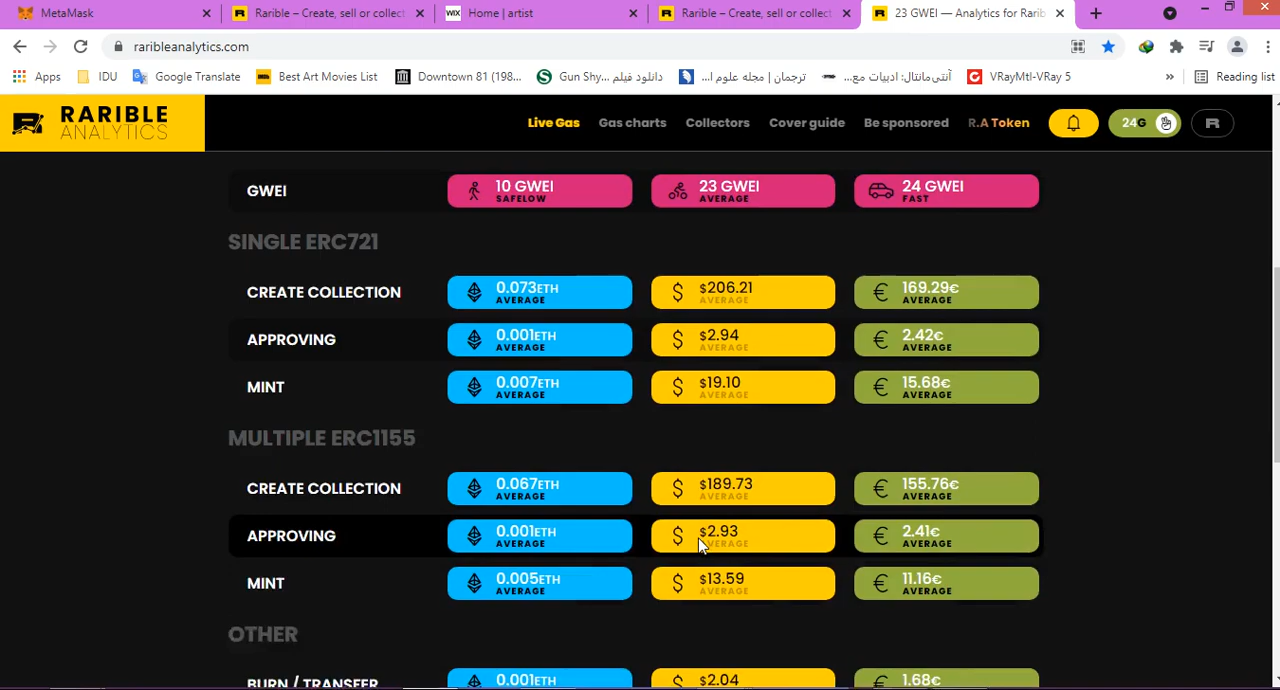 MetaMask
Rarible – Create, sell or collect
Home | artist
Rarible – Create, sell or collect
23 GWEI — Analytics for Rarib
raribleanalytics.com
Apps
IDU
Google Translate
Best Art Movies List
Downtown 81 (198...
دانلود فیلم Gun Shy...
ترجمان | مجله علوم ا...
آنتی‌مانتال: ادبیات مع...
VRayMtl-VRay 5
»
Reading list
RARIBLE
ANALYTICS
Live Gas
Gas charts
Collectors
Cover guide
Be sponsored
R.A Token
24G
GWEI
10 GWEI
SAFELOW
23 GWEI
AVERAGE
24 GWEI
FAST
SINGLE ERC721
CREATE COLLECTION
0.073ETH
AVERAGE
$206.21
AVERAGE
169.29€
AVERAGE
APPROVING
0.001ETH
AVERAGE
$2.94
AVERAGE
2.42€
AVERAGE
MINT
0.007ETH
AVERAGE
$19.10
AVERAGE
15.68€
AVERAGE
MULTIPLE ERC1155
CREATE COLLECTION
0.067ETH
AVERAGE
$189.73
AVERAGE
155.76€
AVERAGE
APPROVING
0.001ETH
AVERAGE
$2.93
AVERAGE
2.41€
AVERAGE
MINT
0.005ETH
AVERAGE
$13.59
AVERAGE
11.16€
AVERAGE
OTHER
BURN / TRANSFER
0.001ETH
$2.04
1.68€